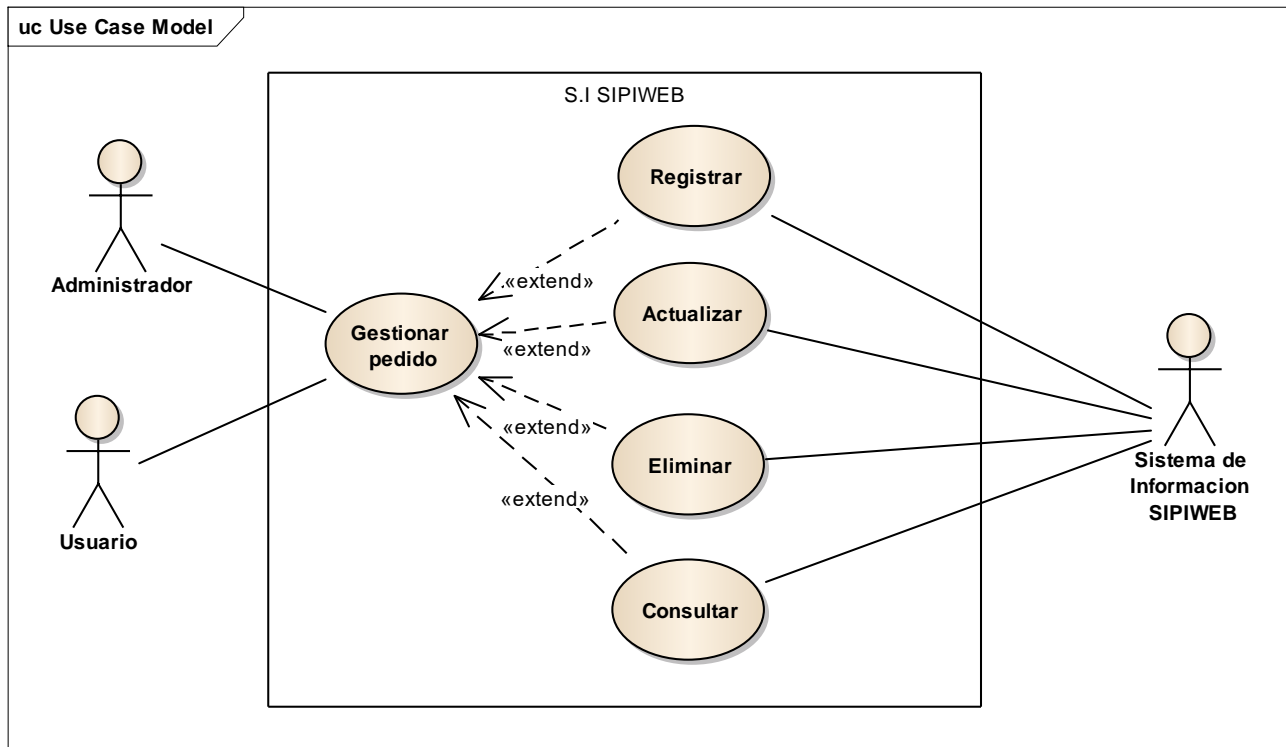 uc Use Case Model
S.I SIPIWEB
Administrador
Usuario
Gestionar
pedido
Registrar
«extend»
Actualizar
«extend»
«extend»
Eliminar
«extend»
Consultar
Sistema de
Informacion
SIPIWEB